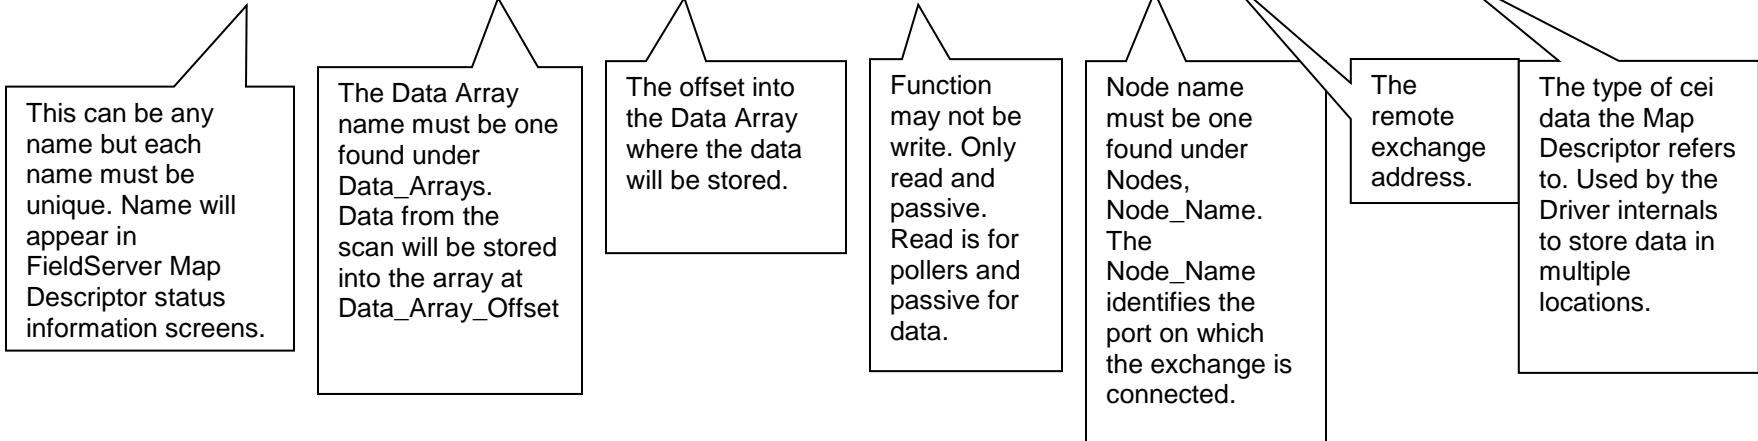 This can be any
name but each
name must be
unique. Name will
appear in
FieldServer Map
Descriptor status
information screens.
The Data Array
name must be one
found under
Data_Arrays.
Data from the
scan will be stored
into the array at
Data_Array_Offset
The offset into
the Data Array
where the data
will be stored.
Function
may not be
write. Only
read and
passive.
Read is for
pollers and
passive for
data.
Node name
must be one
found under
Nodes,
Node_Name.
The
Node_Name
identifies the
port on which
the exchange is
connected.
The
remote
exchange
address.
The type of cei
data the Map
Descriptor refers
to. Used by the
Driver internals
to store data in
multiple
locations.